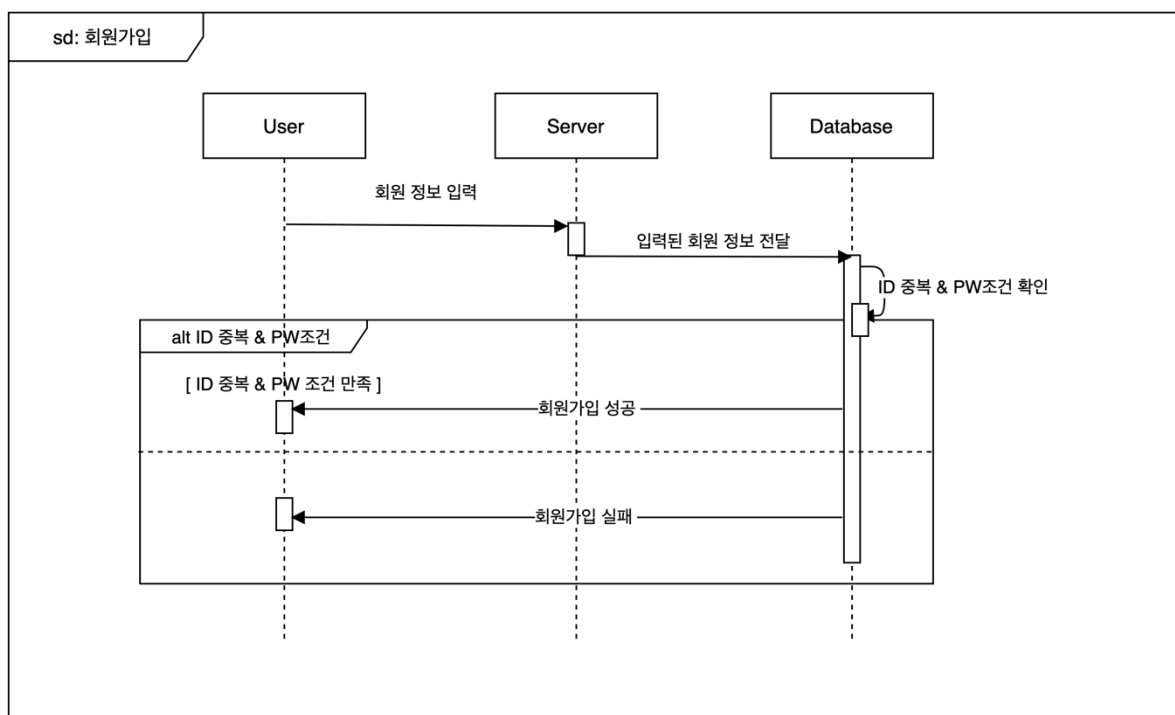 sd: 회원가입
User
Server
Database
회원 정보 입력
입력된 회원 정보 전달
ID 중복 & PW조건 확인
alt ID 중복 & PW조건
[ ID 중복 & PW 조건 만족 ]
회원가입 성공
회원가입 실패